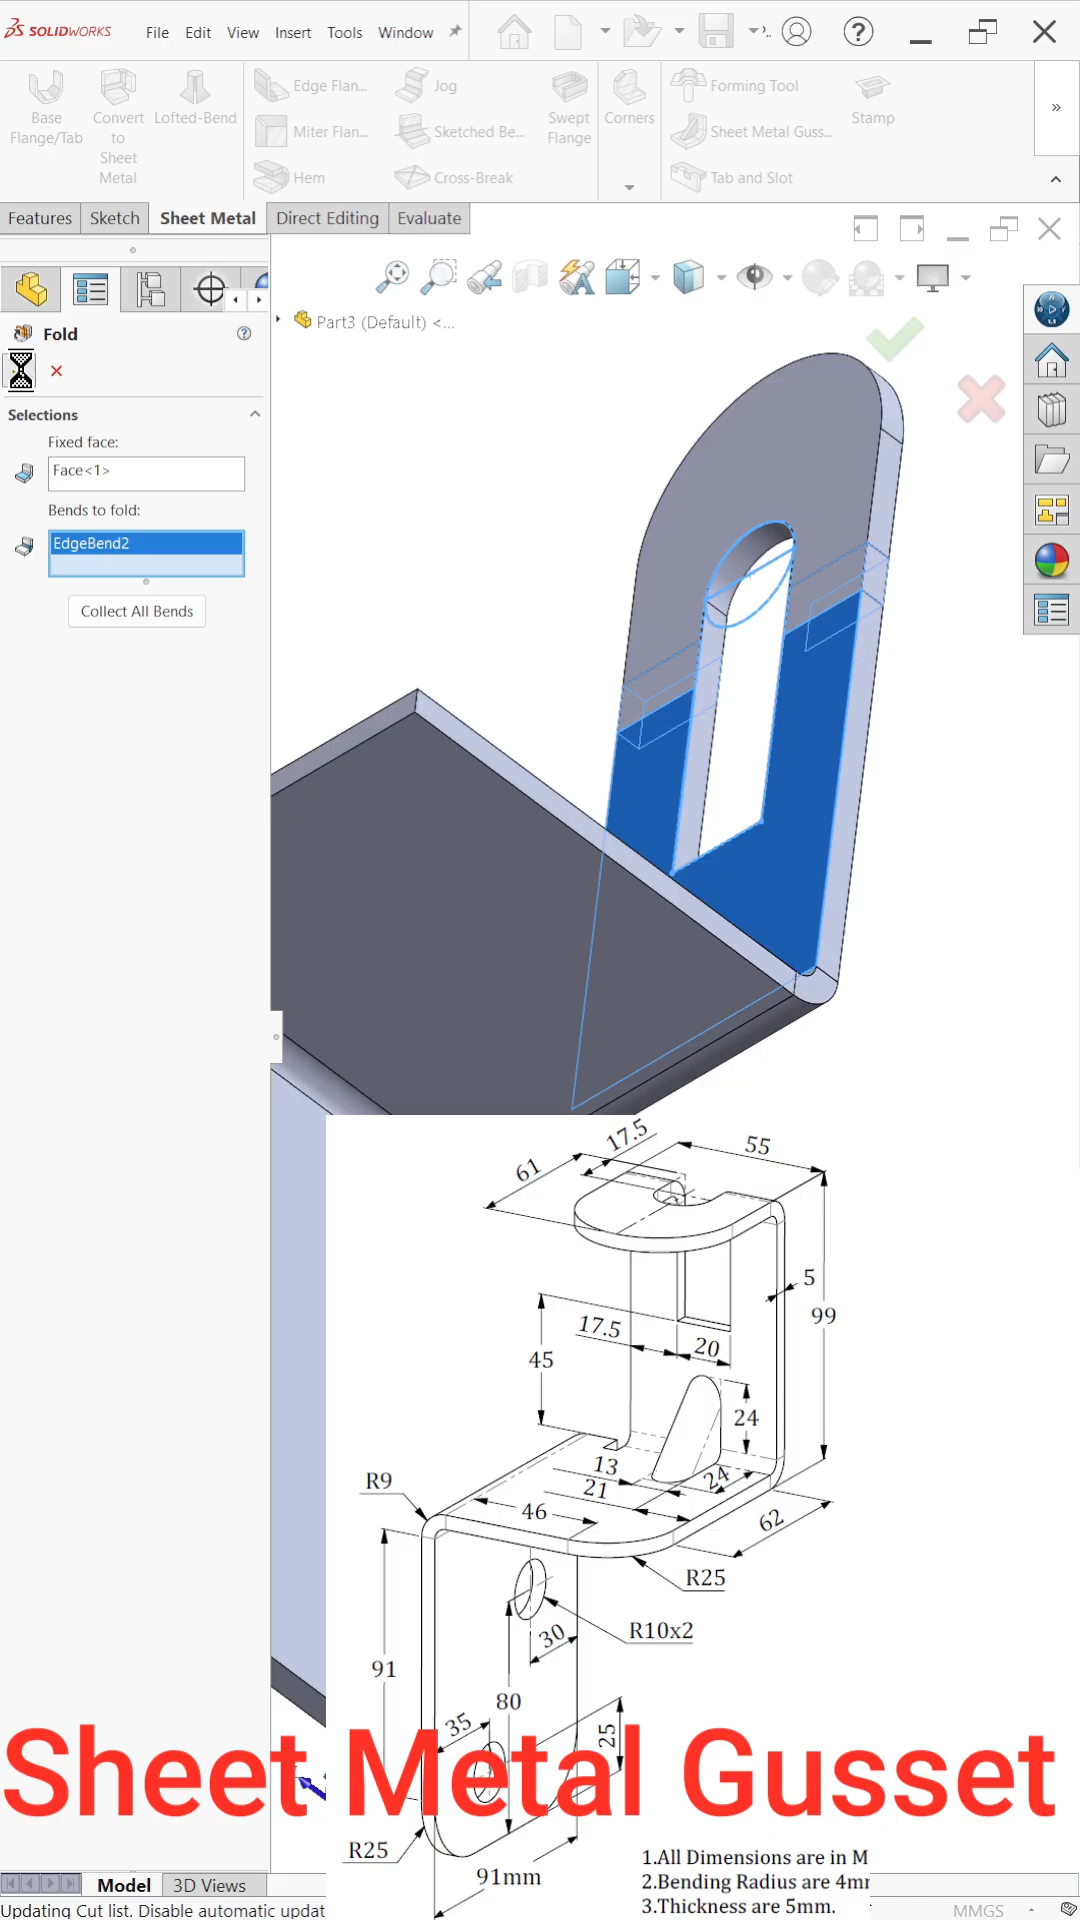 SOLIDWORKS File Edit View Insert Tools Window
Base Flange/Tab
Convert to Sheet Metal
Lofted-Bend
Edge Flan...
Miter Flan...
Hem
Jog
Sketched Be...
Cross-Break
Swept Flange
Corners
Forming Tool
Sheet Metal Guss...
Tab and Slot
Stamp
Features Sketch Sheet Metal Direct Editing Evaluate
Part3 (Default) <...
Fold
Selections
Fixed face:
Face<1>
Bends to fold:
EdgeBend2
Collect All Bends
17.5
55
61
5
99
17.5
20
45
24
13
24
21
R9
46
62
R25
R10x2
30
91
80
35
25
Sheet Metal Gusset
R25
91mm
1.All Dimensions are in M
2.Bending Radius are 4m
3.Thickness are 5mm.
Model 3D Views
Updating Cut list. Disable automatic updat
MMGS